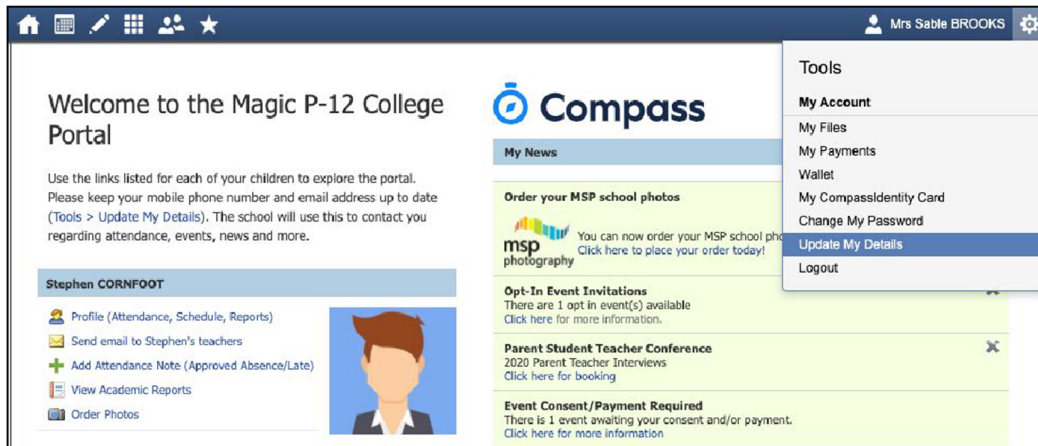 Mrs Sable BROOKS
Welcome to the Magic P-12 College
Portal
Use the links listed for each of your children to explore the portal.
Please keep your mobile phone number and email address up to date
(Tools > Update My Details). The school will use this to contact you
regarding attendance, events, news and more.
Stephen CORNFOOT
Profile (Attendance, Schedule, Reports)
Send email to Stephen's teachers
Add Attendance Note (Approved Absence/Late)
View Academic Reports
Order Photos
Compass
My News
Order your MSP school photos
msp
photography
You can now order your MSP school pho
Click here to place your order today!
Opt-In Event Invitations
There are 1 opt in event(s) available
Click here for more information.
Parent Student Teacher Conference
2020 Parent Teacher Interviews
Click here for booking
Event Consent/Payment Required
There is 1 event awaiting your consent and/or payment.
Click here for more information
Tools
My Account
My Files
My Payments
Wallet
My CompassIdentity Card
Change My Password
Update My Details
Logout